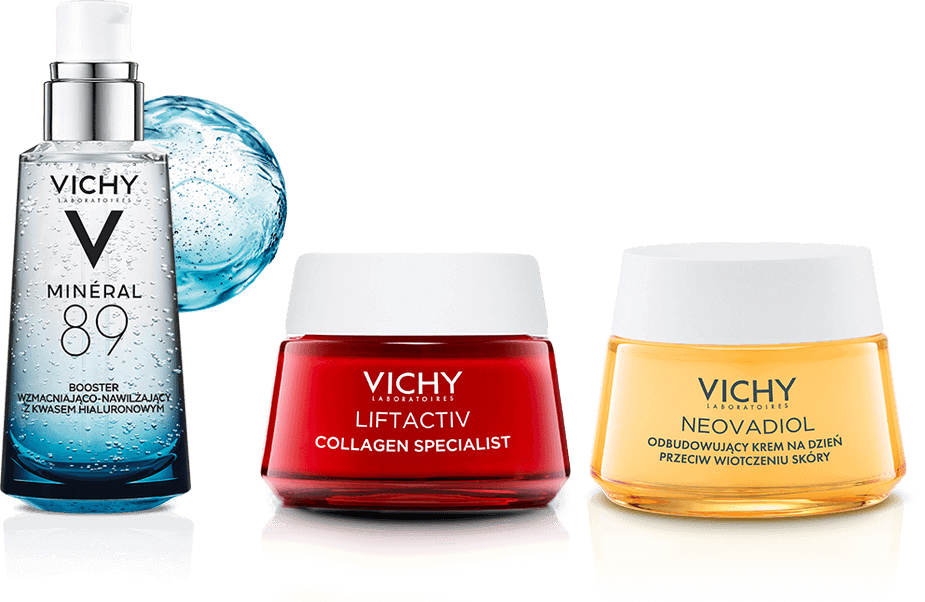 VICHY
LABORATOIRES
V
MINÉRAL
89
BOOSTER
WZMACNIAJĄCO-NAWILŻAJĄCY
Z KWASEM HIALURONOWYM
VICHY
LABORATOIRES
LIFTACTIV
COLLAGEN SPECIALIST
VICHY
LABORATOIRES
NEOVADIOL
ODBUDOWUJĄCY KREM NA DZIEŃ
PRZECIW WIOTCZENIU SKÓRY